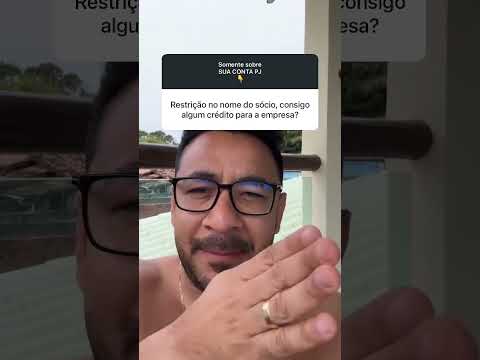 Somente sobre
SUA CONTA PJ
👇
Restrição no nome do sócio, consigo
algum crédito para a empresa?